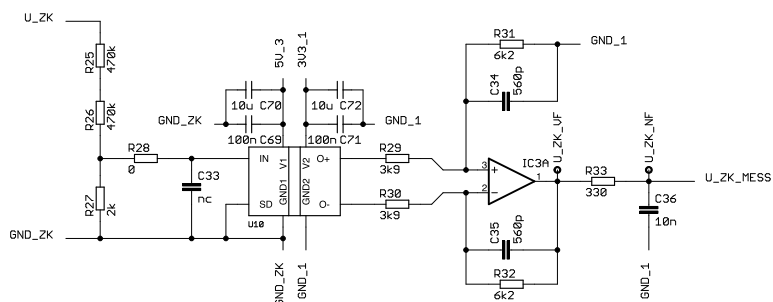 U_ZK
R25
470k
R26
470k
R28
0
R27
2k
C33
nc
GND_ZK
5V_3
3V3_1
10u C70
10u C72
GND_ZK
100n C69
100n C71
GND_1
IN
V1
V2
O+
GND1
GND2
SD
O-
U10
GND_ZK
GND_1
R29
3k9
R30
3k9
R31
6k2
GND_1
C34
560p
3
2
1
IC3A
U_ZK_VF
C35
560p
R32
6k2
R33
330
U_ZK_NF
U_ZK_MESS
C36
10n
GND_1